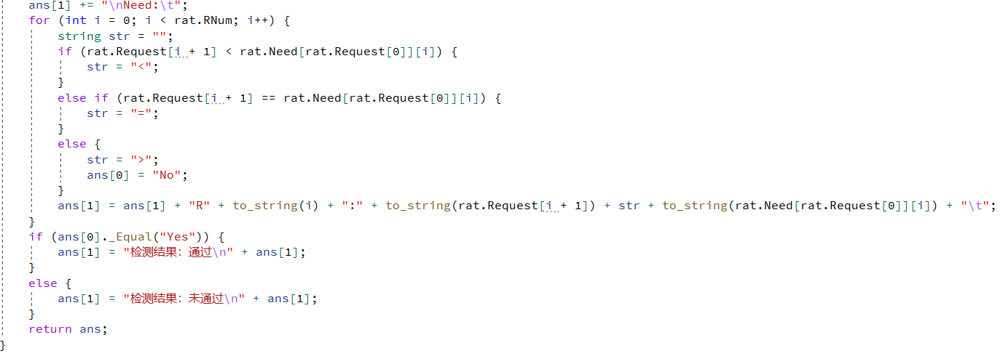 ans[1] += "\nNeed:\t";
for (int i = 0; i < rat.RNum; i++) {
string str = "";
if (rat.Request[i + 1] < rat.Need[rat.Request[0]][i]) {
str = "<";
}
else if (rat.Request[i + 1] == rat.Need[rat.Request[0]][i]) {
str = "=";
}
else {
str = ">";
ans[0] = "No";
}
ans[1] = ans[1] + "R" + to_string(i) + ":" + to_string(rat.Request[i + 1]) + str + to_string(rat.Need[rat.Request[0]][i]) + "\t";
}
if (ans[0]._Equal("Yes")) {
ans[1] = "检测结果：通过\n" + ans[1];
}
else {
ans[1] = "检测结果：未通过\n" + ans[1];
}
return ans;
}